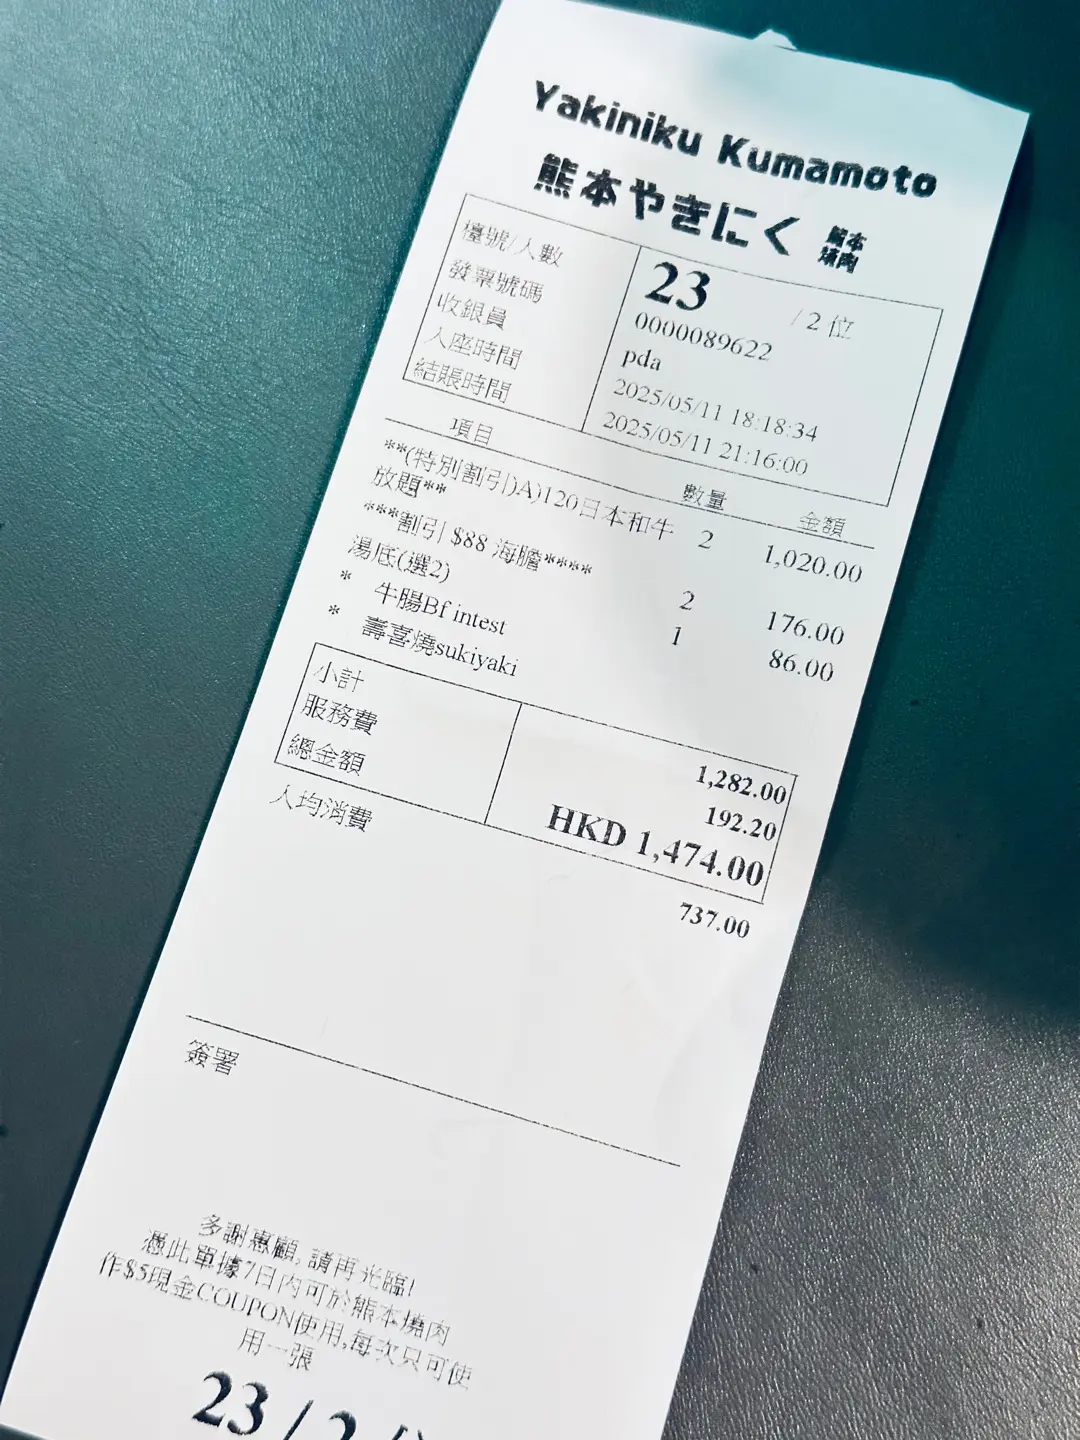 Yakiniku Kumamoto
熊本やきにく 熊本燒肉
檯號/人數 23 /2 位
發票號碼 0000089622
收銀員 pda
入座時間 2025/05/11 18:18:34
結賬時間 2025/05/11 21:16:00
項目 數量 金額
**(特別割引)A)120日本和牛 2 1,020.00
放題**
***割引 $88 海膽**** 2 176.00
湯底(選2) 1 86.00
* 牛腸Bf intest
* 壽喜燒sukiyaki
小計 1,282.00
服務費 192.20
總金額 HKD 1,474.00
人均消費 737.00
簽署
多謝惠顧, 請再光臨!
憑此單據7日內可於熊本燒肉
作$5現金COUPON使用,每次只可使
用一張
23 / 2